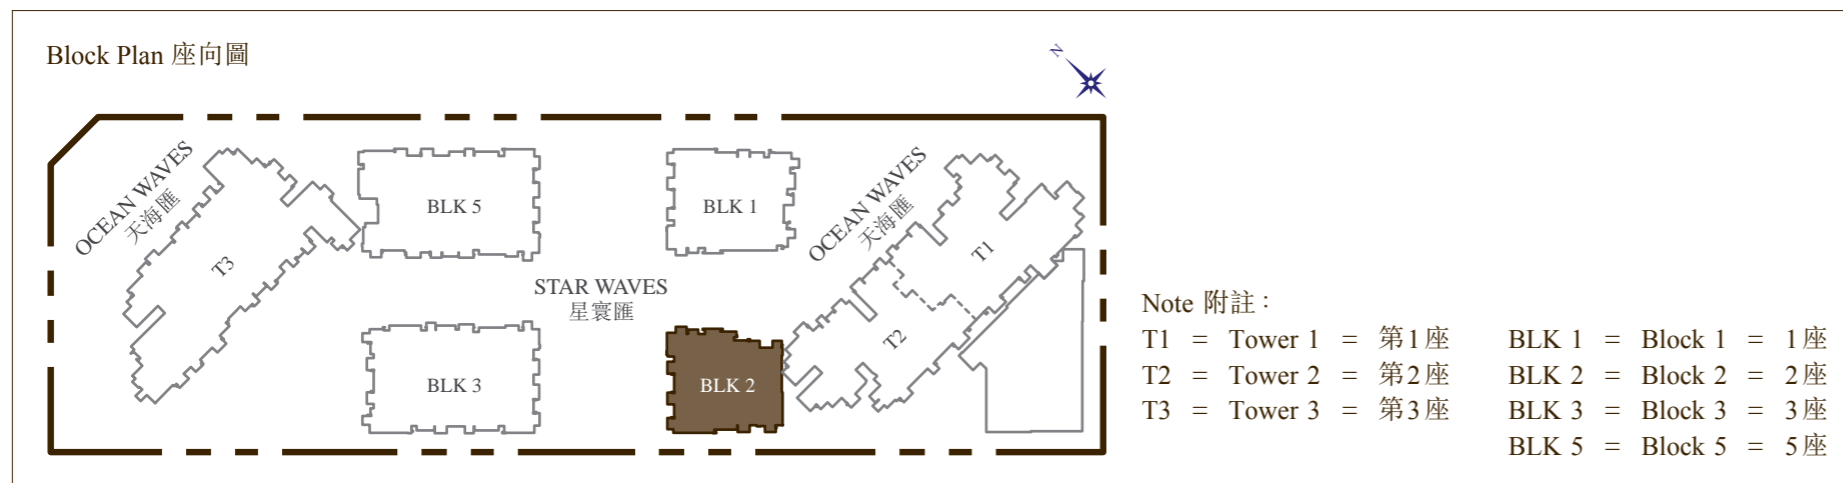 Block Plan 座向圖
N
OCEAN WAVES
天海匯
T3
BLK 5
BLK 1
OCEAN WAVES
天海匯
T1
STAR WAVES
星寰匯
BLK 3
BLK 2
T2
Note 附註：
T1 = Tower 1 = 第1座
T2 = Tower 2 = 第2座
T3 = Tower 3 = 第3座
BLK 1 = Block 1 = 1座
BLK 2 = Block 2 = 2座
BLK 3 = Block 3 = 3座
BLK 5 = Block 5 = 5座